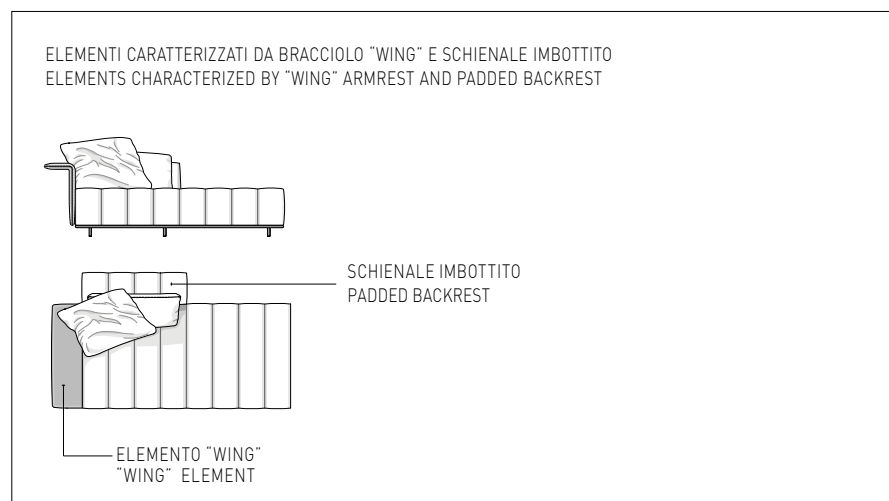 ELEMENTI CARATTERIZZATI DA BRACCIOLO “WING” E SCHIENALE IMBOTTITO
ELEMENTS CHARACTERIZED BY “WING” ARMREST AND PADDED BACKREST
SCHIENALE IMBOTTITO
PADDED BACKREST
ELEMENTO “WING”
“WING” ELEMENT